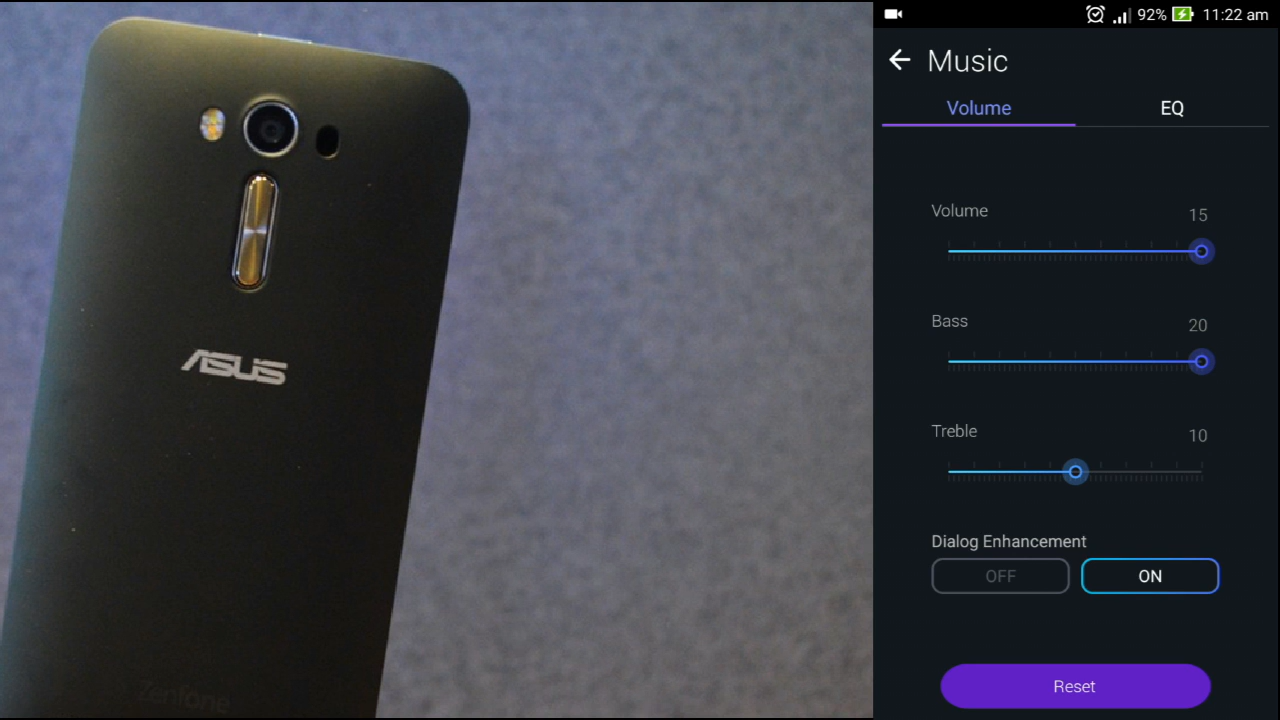 ASUS
Zenfone
92% 11:22 am
Music
Volume EQ
Volume 15
Bass 20
Treble 10
Dialog Enhancement
OFF ON
Reset